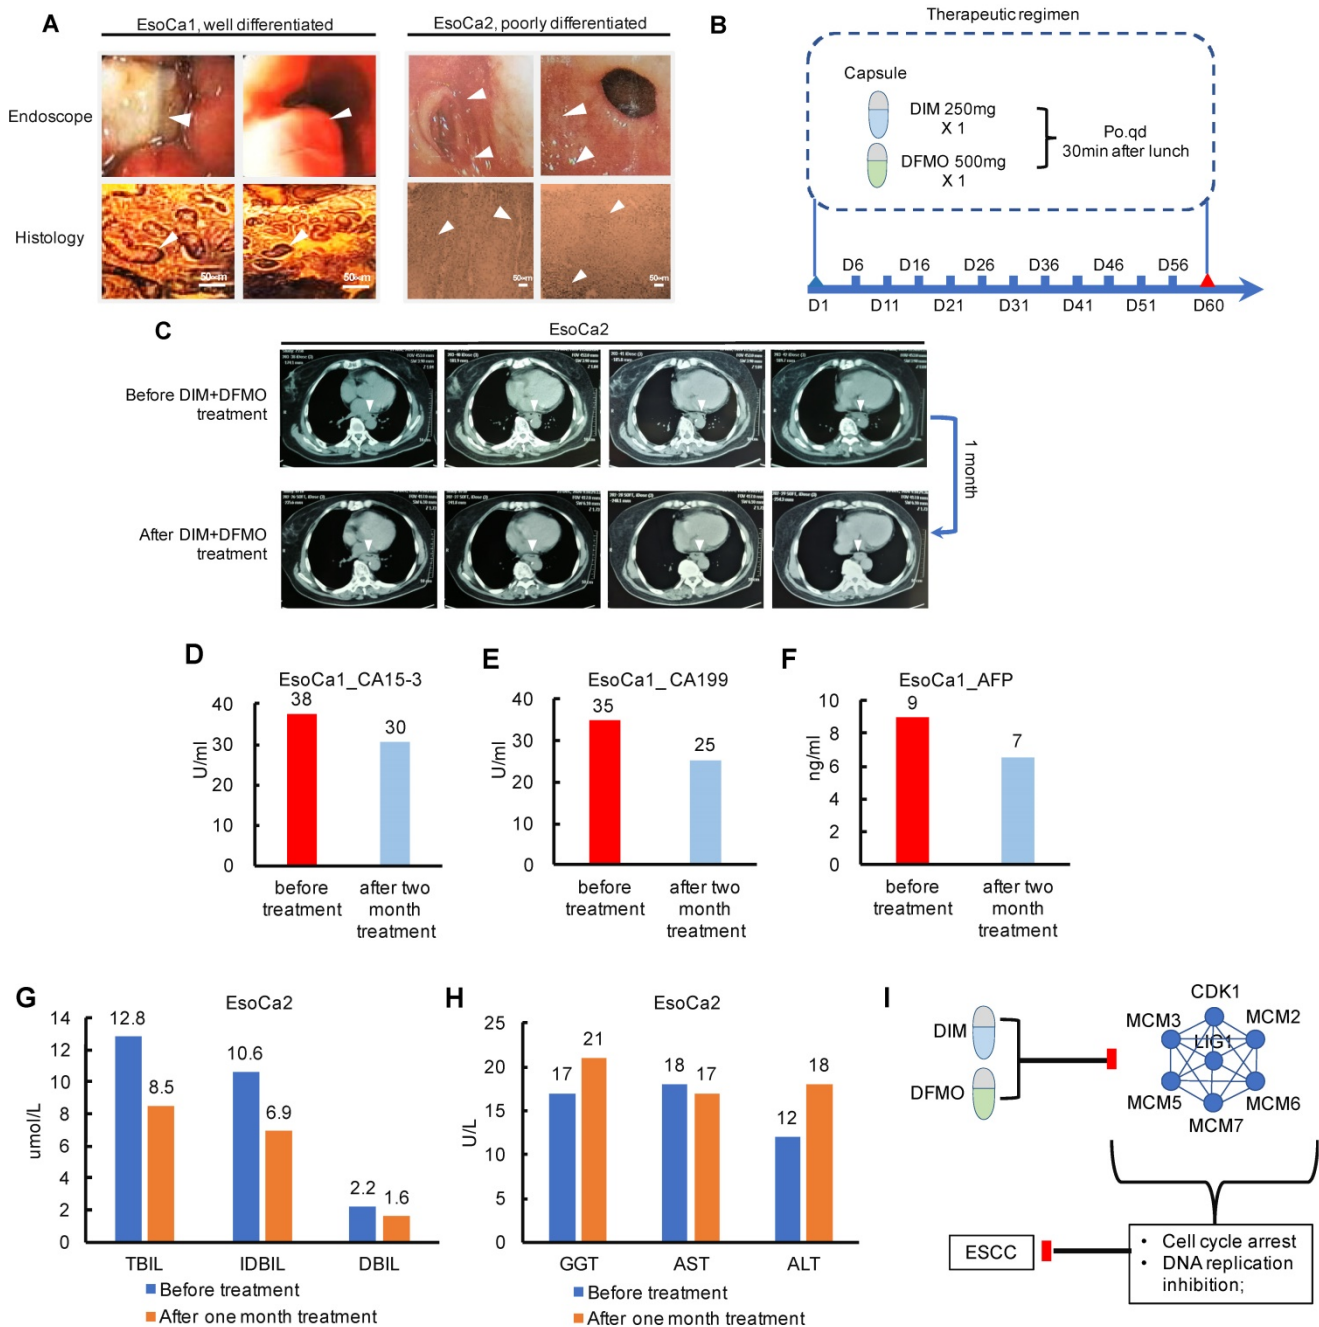 A
EsoCa1, well differentiated
EsoCa2, poorly differentiated
Endoscope
Histology
50×m
50×m
50×m
50×m
B
Therapeutic regimen
Capsule
DIM 250mg
X 1
DFMO 500mg
X 1
Po.qd
30min after lunch
D6
D16
D26
D36
D46
D56
D1
D11
D21
D31
D41
D51
D60
C
EsoCa2
Before DIM+DFMO
treatment
After DIM+DFMO
treatment
1 month
D
EsoCa1_CA15-3
U/ml
40
30
20
10
0
38
30
before
treatment
after two
month
treatment
E
EsoCa1_CA199
U/ml
40
30
20
10
0
35
25
before
treatment
after two
month
treatment
F
EsoCa1_AFP
ng/ml
10
8
6
4
2
0
9
7
before
treatment
after two
month
treatment
G
EsoCa2
umol/L
14
12
10
8
6
4
2
0
12.8
8.5
10.6
6.9
2.2
1.6
TBIL
IDBIL
DBIL
Before treatment
After one month treatment
H
EsoCa2
U/L
25
20
15
10
5
0
17
21
18
17
12
18
GGT
AST
ALT
Before treatment
After one month treatment
I
DIM
DFMO
CDK1
MCM3
MCM2
LIG1
MCM5
MCM6
MCM7
ESCC
• Cell cycle arrest
• DNA replication
inhibition;